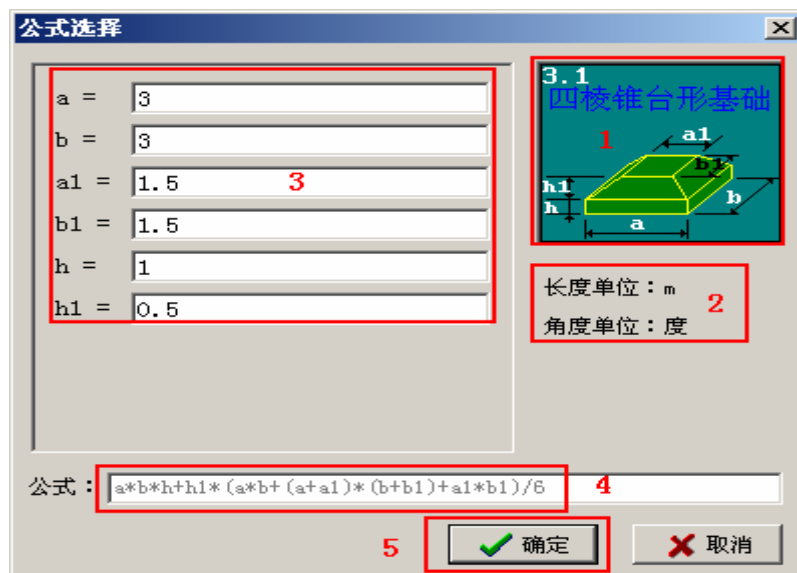 公式选择
a = 3
b = 3
a1 = 1.5
3
b1 = 1.5
h = 1
h1 = 0.5
3.1
四棱锥台形基础
1
a1
b1
h1
h
b
a
长度单位：m
角度单位：度
2
公式：a*b*h+h1*(a*b+(a+a1)*(b+b1)+a1*b1)/6
4
5
确定
取消